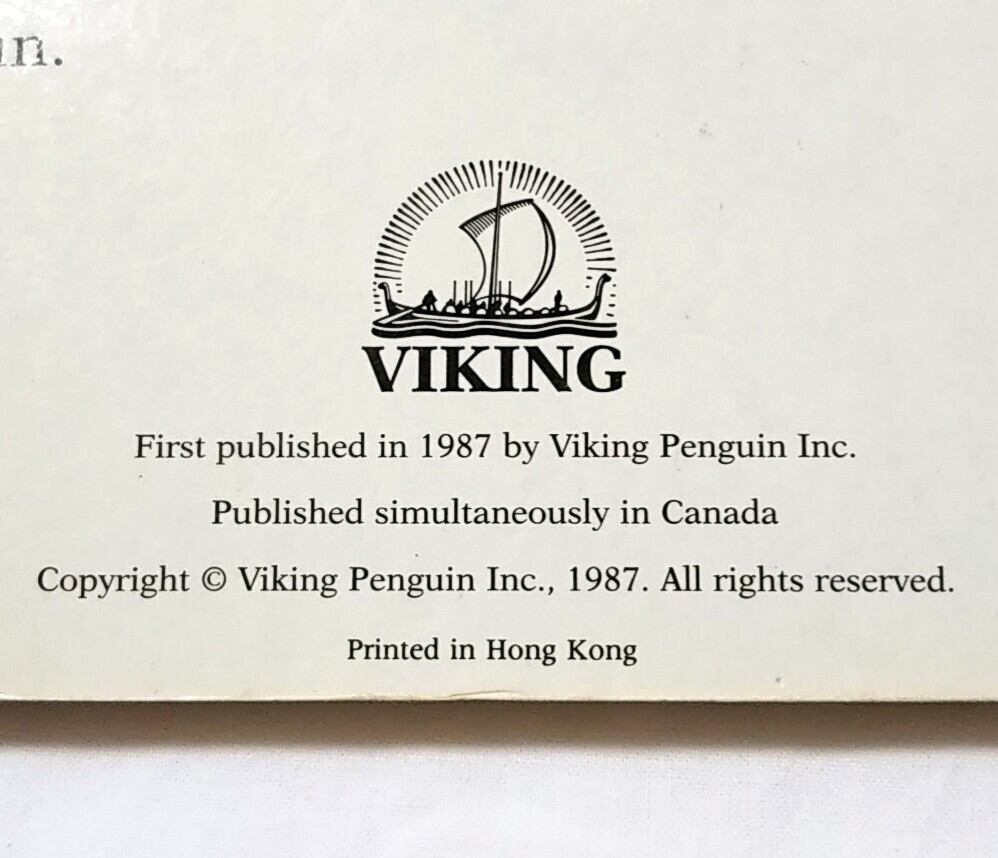 VIKING
First published in 1987 by Viking Penguin Inc.
Published simultaneously in Canada
Copyright © Viking Penguin Inc., 1987. All rights reserved.
Printed in Hong Kong